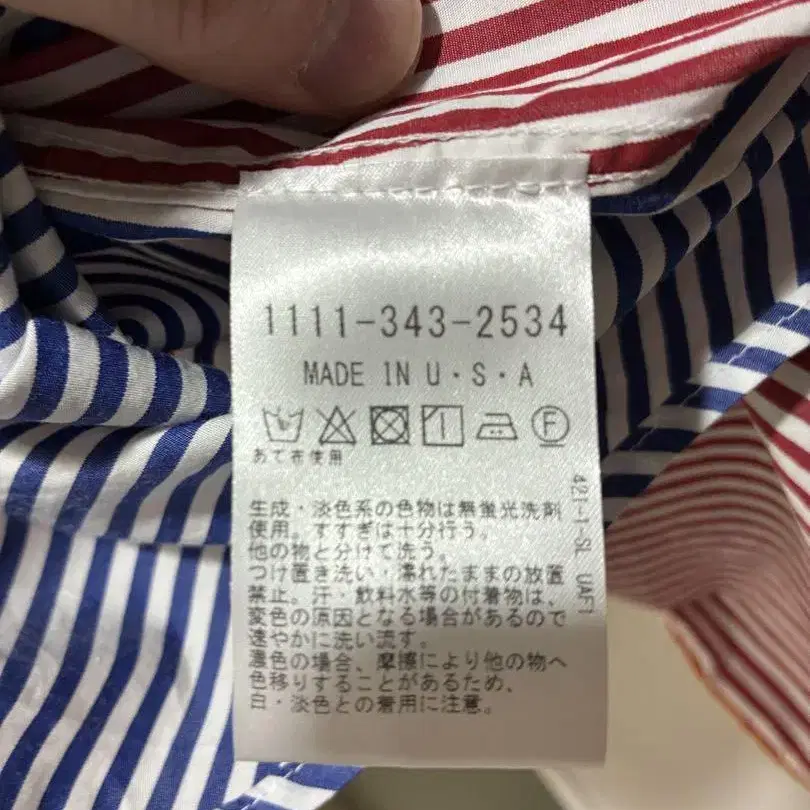 1111-343-2534
MADE IN U・S・A
F
あて布使用
生成・淡色系の色物は無蛍光洗剤
使用。すすぎは十分行う。
他の物と分けて洗う。
つけ置き洗い・濡れたままの放置
禁止。汗・飲料水等の付着物は、
変色の原因となる場合があるので
速やかに洗い流す。
濃色の場合、摩擦により他の物へ
色移りすることがあるため、
白・淡色との着用に注意。
421-1-SL UAF1